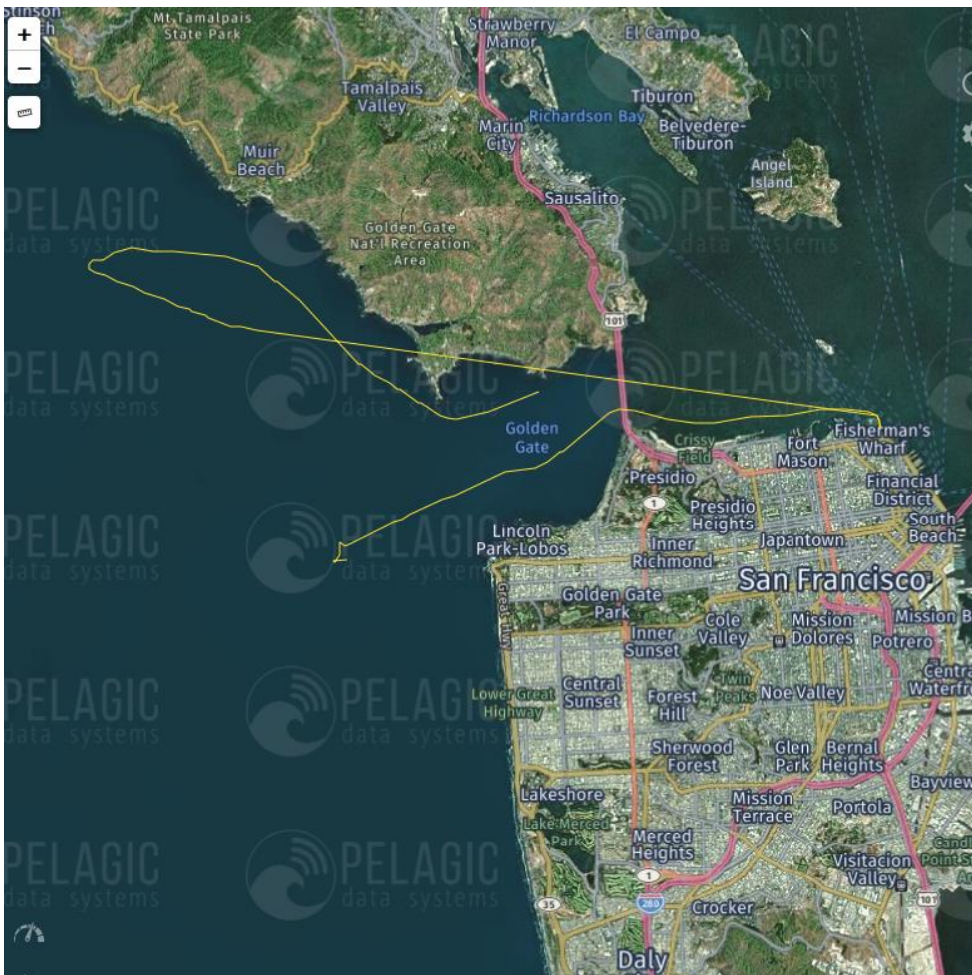 Stinson
Mt Tamalpais
State Park
+
−
Strawberry
Manor
El Campo
Tamalpais
Valley
Tiburon
Richardson Bay
Belvedere-
Tiburon
Marin
City
Muir
Beach
Angel
Island
Sausalito
Golden Gate
Nat'l Recreation
Area
101
Golden
Gate
Crissy
Field
Fort
Mason
Fisherman's
Wharf
Presidio
1
Financial
District
Presidio
Heights
South
Beach
Lincoln
Park-Lobos
Inner
Richmond
Japantown
San Francisco
Great Hwy
Golden Gate
Park
Cole
Valley
Mission
Dolores
Mission B
Inner
Sunset
Potrero
Central
Sunset
Lower Great
Highway
Forest
Hill
Twin
Peaks
Noe Valley
Centra
Waterfr
Sherwood
Forest
Glen
Park
Bernal
Heights
Bayview
Lakeshore
Mission
Terrace
Portola
Lake Merced
Park
Merced
Heights
Candl
Point S
Visitacion
Valley
1
280
35
101
Crocker
Daly
PELAGIC
data systems